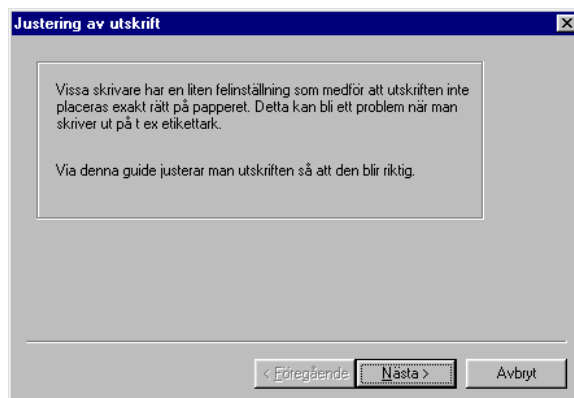 Justering av utskrift
Vissa skrivare har en liten felinställning som medför att utskriften inte
placeras exakt rätt på papperet. Detta kan bli ett problem när man
skriver ut på t ex etikettark.
Via denna guide justerar man utskriften så att den blir riktig.
< Föregående
Nästa >
Avbryt